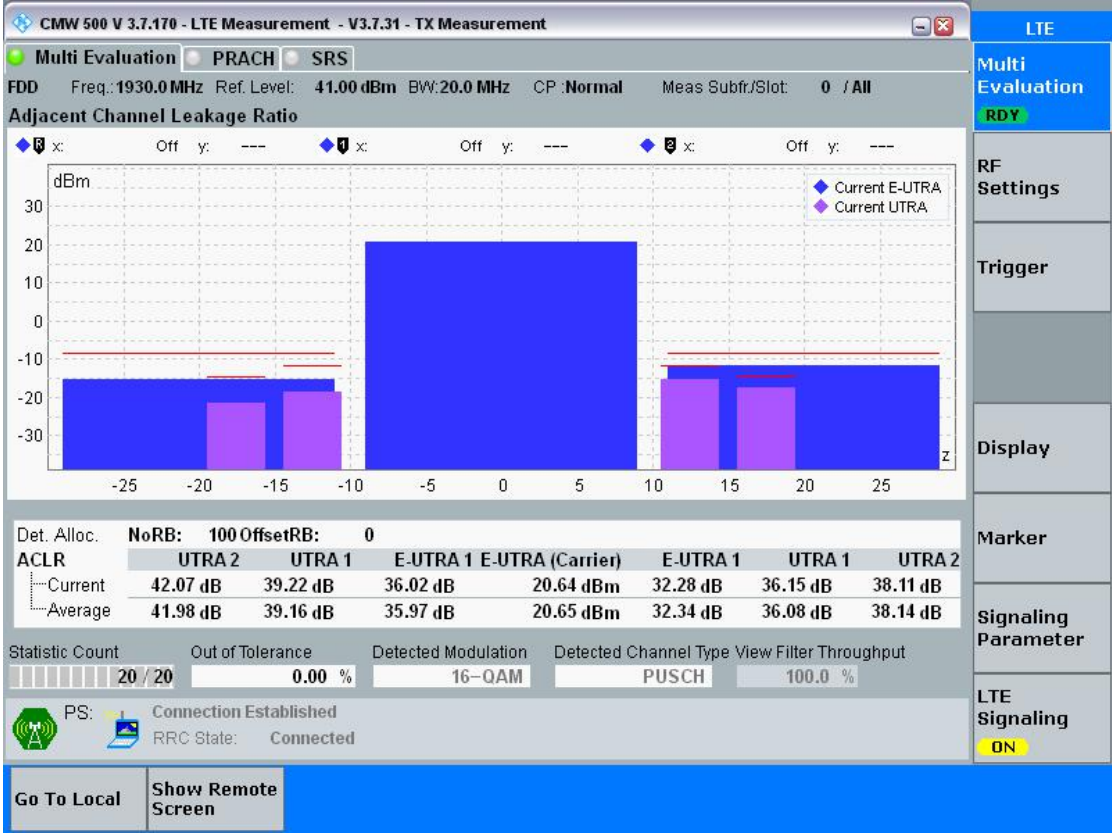 CMW 500 V 3.7.170 - LTE Measurement - V3.7.31 - TX Measurement
LTE
Multi Evaluation PRACH SRS
Multi Evaluation
RDY
FDD Freq.:1930.0 MHz Ref. Level: 41.00 dBm BW:20.0 MHz CP :Normal Meas Subfr./Slot: 0 / All
Adjacent Channel Leakage Ratio
R x: Off y: --- 1 x: Off y: --- 2 x: Off y: ---
dBm
Current E-UTRA
Current UTRA
30
20
10
0
-10
-20
-30
z
-25 -20 -15 -10 -5 0 5 10 15 20 25
Det. Alloc. NoRB: 100 OffsetRB: 0
ACLR UTRA 2 UTRA 1 E-UTRA 1 E-UTRA (Carrier) E-UTRA 1 UTRA 1 UTRA 2
Current 42.07 dB 39.22 dB 36.02 dB 20.64 dBm 32.28 dB 36.15 dB 38.11 dB
Average 41.98 dB 39.16 dB 35.97 dB 20.65 dBm 32.34 dB 36.08 dB 38.14 dB
Statistic Count Out of Tolerance Detected Modulation Detected Channel Type View Filter Throughput
20 / 20 0.00 % 16-QAM PUSCH 100.0 %
PS: Connection Established
RRC State: Connected
RF Settings
Trigger
Display
Marker
Signaling Parameter
LTE Signaling
ON
Go To Local
Show Remote Screen